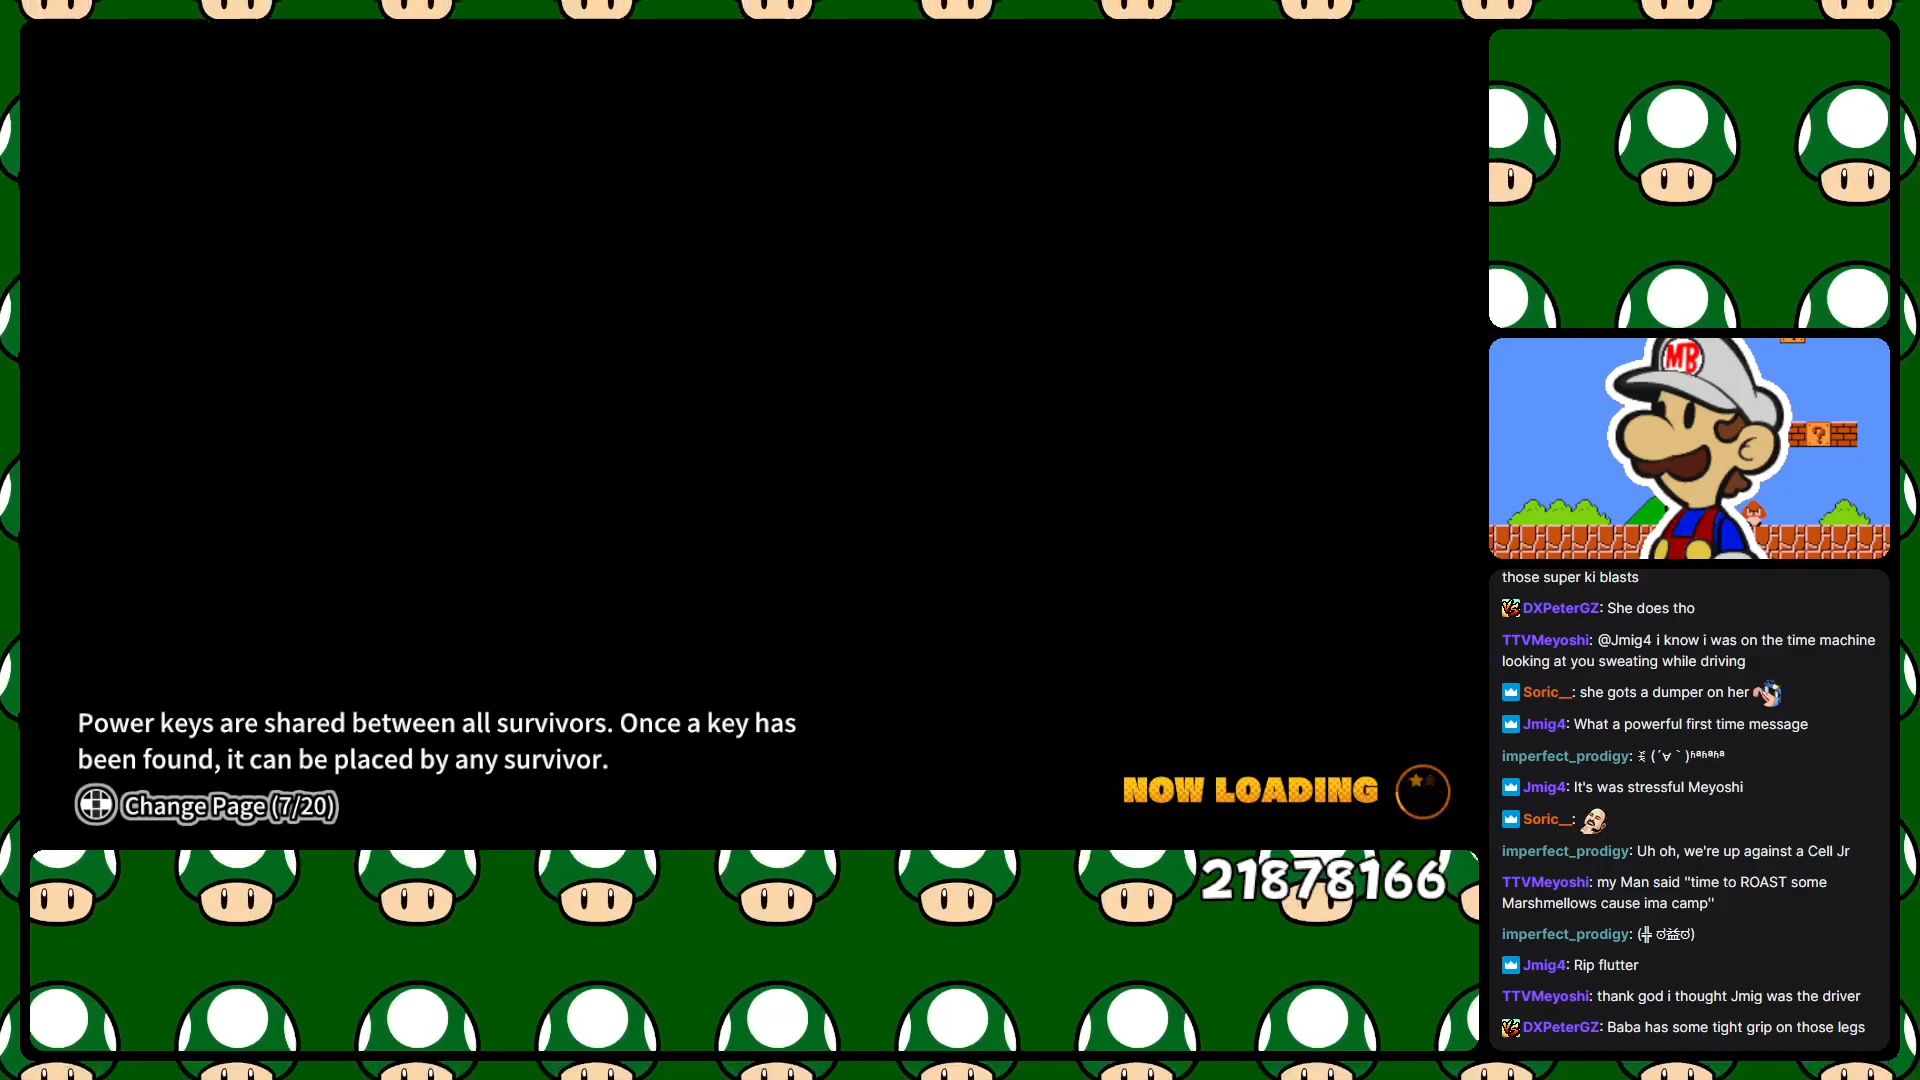 MB
those super ki blasts
DXPeterGZ: She does tho
TTVMeyoshi: @Jmig4 i know i was on the time machine
looking at you sweating while driving
Soric__: she gots a dumper on her
Jmig4: What a powerful first time message
Jmig4: It's was stressful Meyoshi
Soric__:
imperfect_prodigy: Uh oh, we're up against a Cell Jr
TTVMeyoshi: my Man said "time to ROAST some
Marshmellows cause ima camp"
imperfect_prodigy: (╬ ಠ益ಠ)
Jmig4: Rip flutter
TTVMeyoshi: thank god i thought Jmig was the driver
DXPeterGZ: Baba has some tight grip on those legs
Power keys are shared between all survivors. Once a key has
been found, it can be placed by any survivor.
Change Page (7/20)
NOW LOADING
21878166